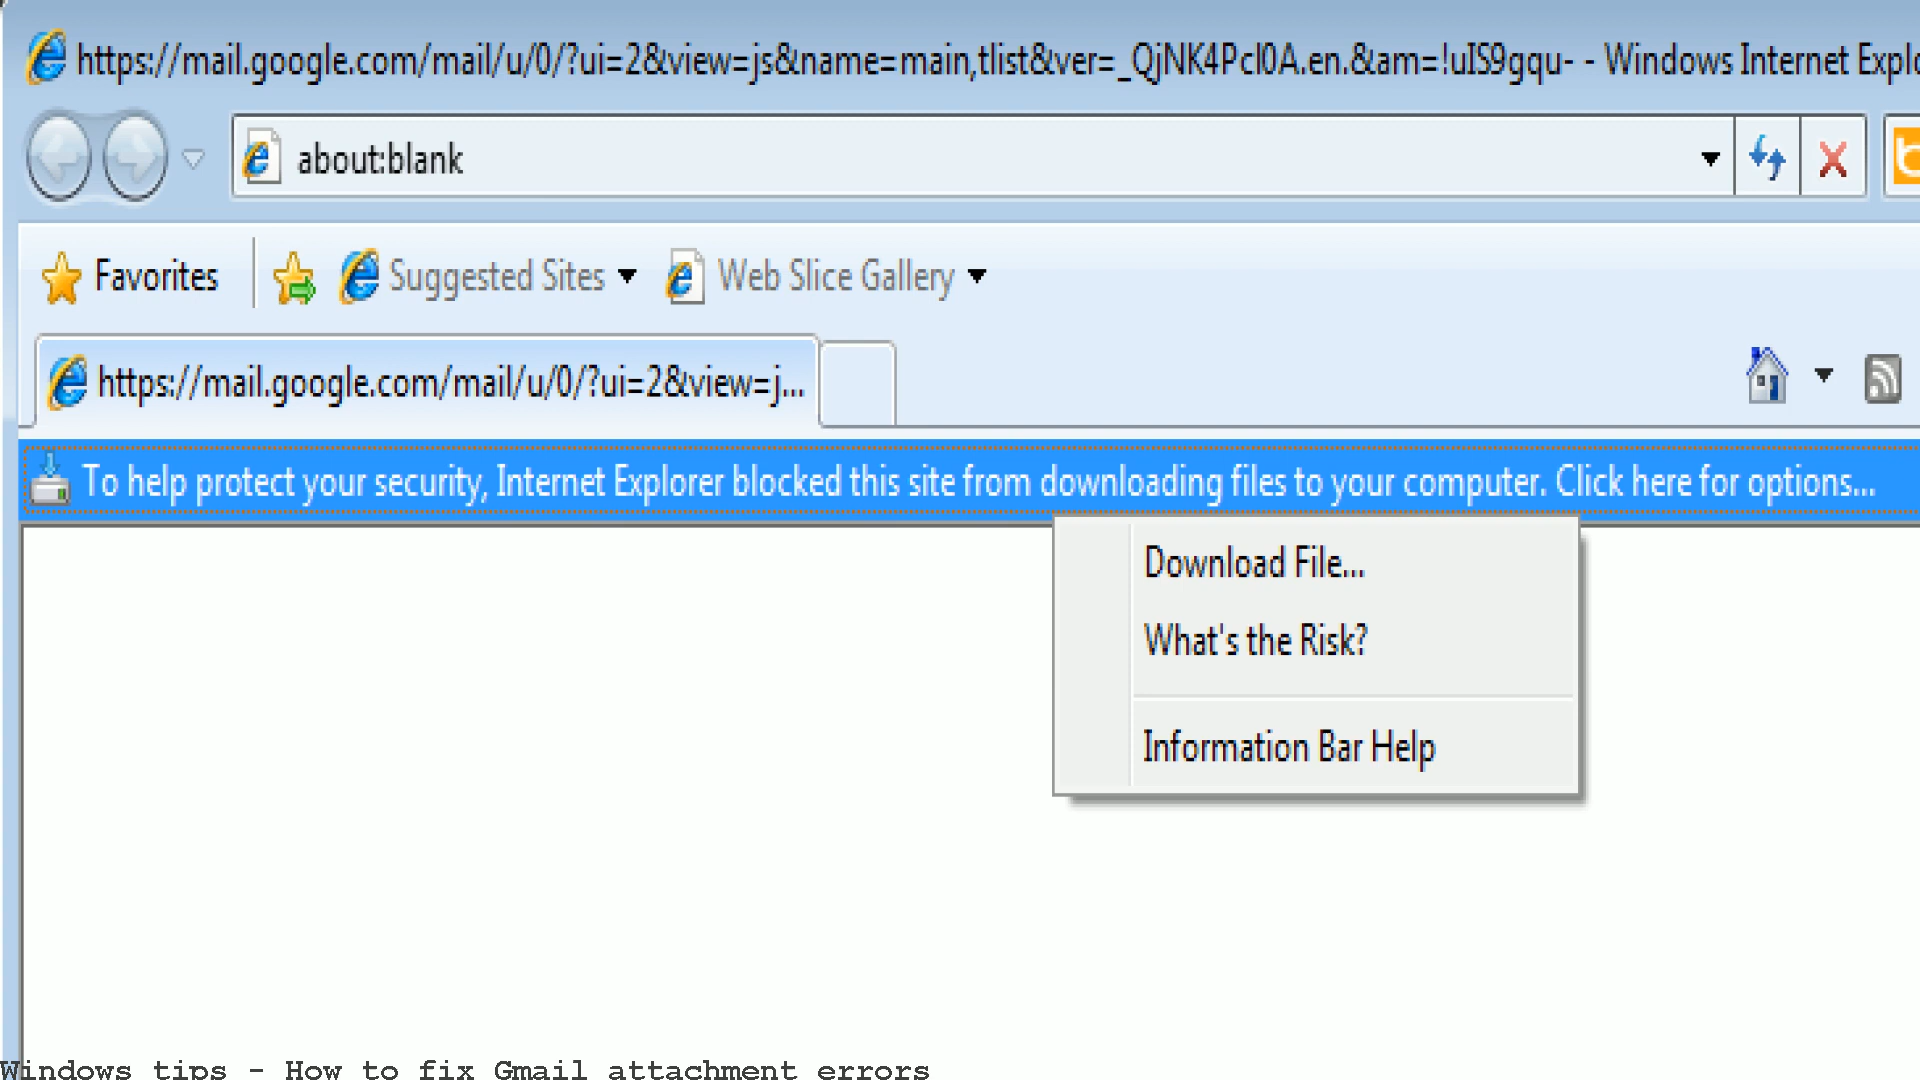 https://mail.google.com/mail/u/0/?ui=2&view=js&name=main,tlist&ver=_QjNK4Pcl0A.en.&am=!uIS9gqu- - Windows Internet Explo
about:blank
Favorites Suggested Sites Web Slice Gallery
https://mail.google.com/mail/u/0/?ui=2&view=j...
To help protect your security, Internet Explorer blocked this site from downloading files to your computer. Click here for options...
Download File...
What's the Risk?
Information Bar Help
Windows tips - How to fix Gmail attachment errors